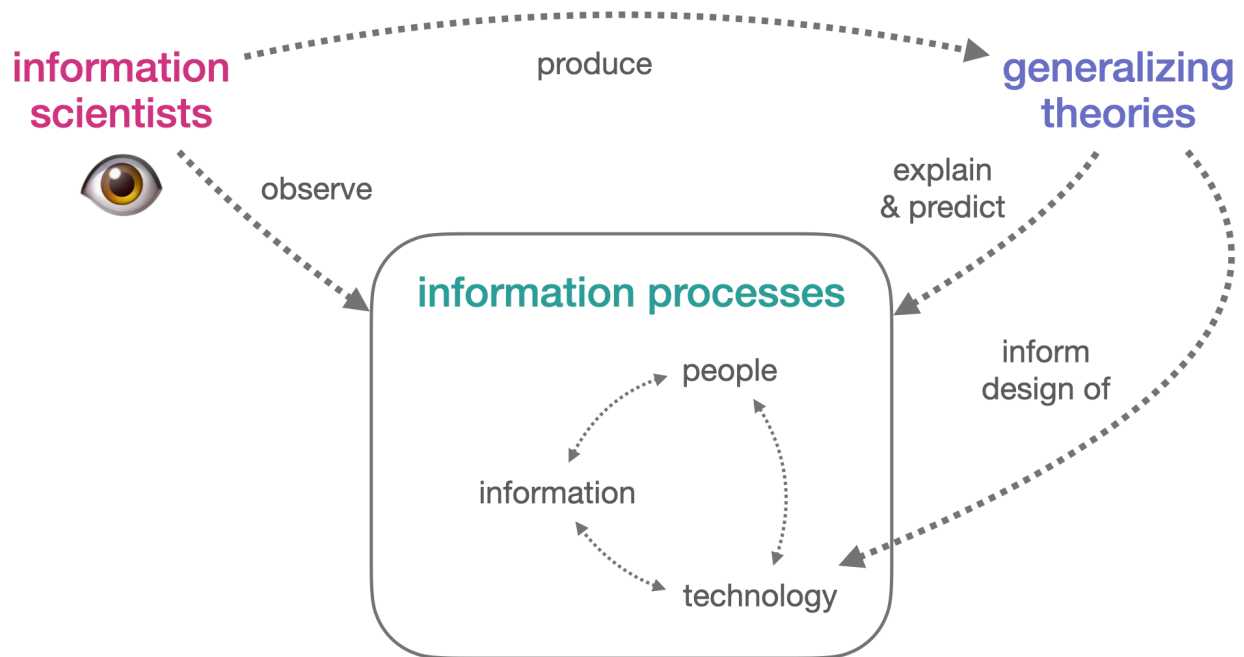 produce
information
scientists
generalizing
theories
observe
explain
& predict
information processes
people
inform
design of
information
technology